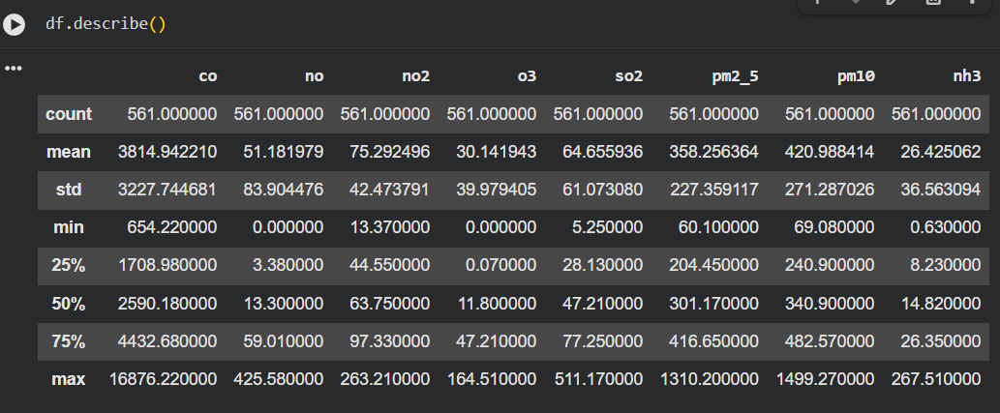 df.describe()
co no no2 o3 so2 pm2_5 pm10 nh3
count 561.000000 561.000000 561.000000 561.000000 561.000000 561.000000 561.000000 561.000000
mean 3814.942210 51.181979 75.292496 30.141943 64.655936 358.256364 420.988414 26.425062
std 3227.744681 83.904476 42.473791 39.979405 61.073080 227.359117 271.287026 36.563094
min 654.220000 0.000000 13.370000 0.000000 5.250000 60.100000 69.080000 0.630000
25% 1708.980000 3.380000 44.550000 0.070000 28.130000 204.450000 240.900000 8.230000
50% 2590.180000 13.300000 63.750000 11.800000 47.210000 301.170000 340.900000 14.820000
75% 4432.680000 59.010000 97.330000 47.210000 77.250000 416.650000 482.570000 26.350000
max 16876.220000 425.580000 263.210000 164.510000 511.170000 1310.200000 1499.270000 267.510000